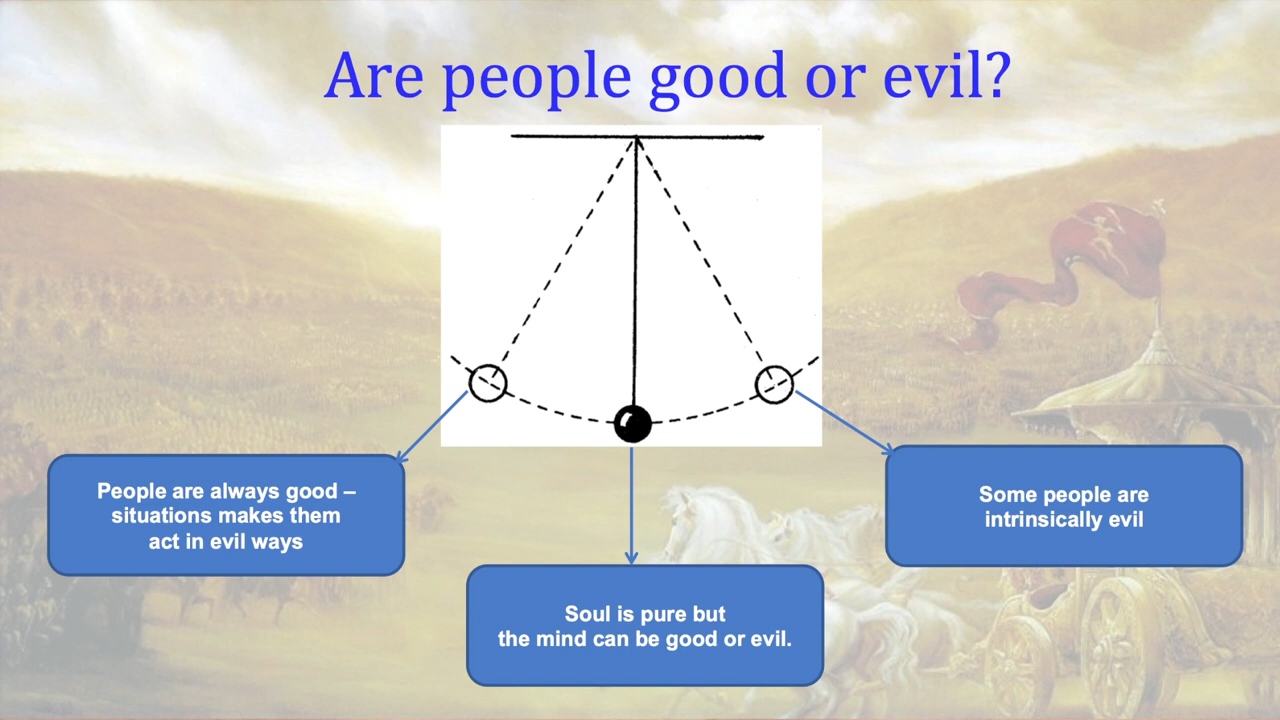 Are people good or evil?
People are always good –
situations makes them
act in evil ways
Soul is pure but
the mind can be good or evil.
Some people are
intrinsically evil